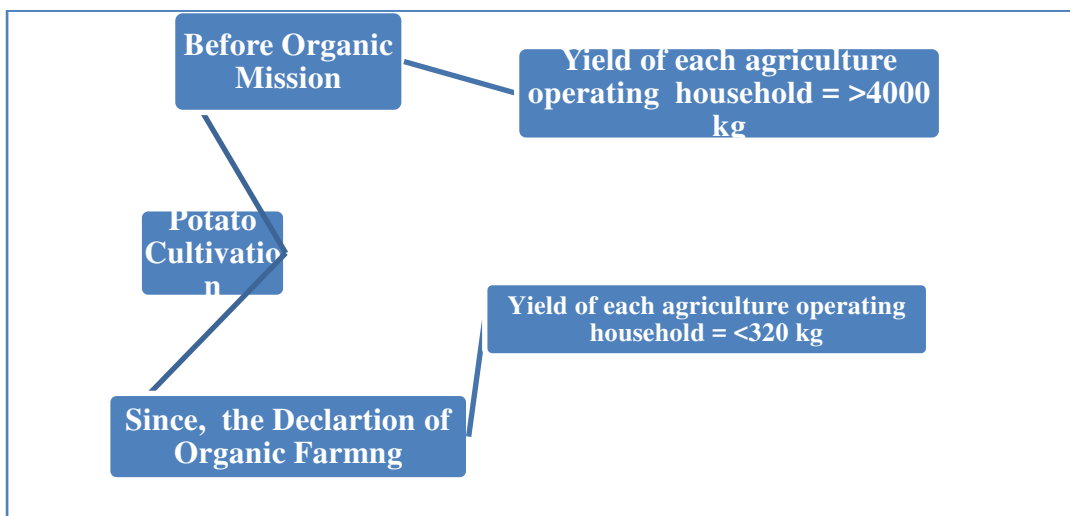 Before Organic
Mission
Yield of each agriculture
operating household = >4000
kg
Potato
Cultivatio
n
Yield of each agriculture operating
household = <320 kg
Since, the Declartion of
Organic Farmng